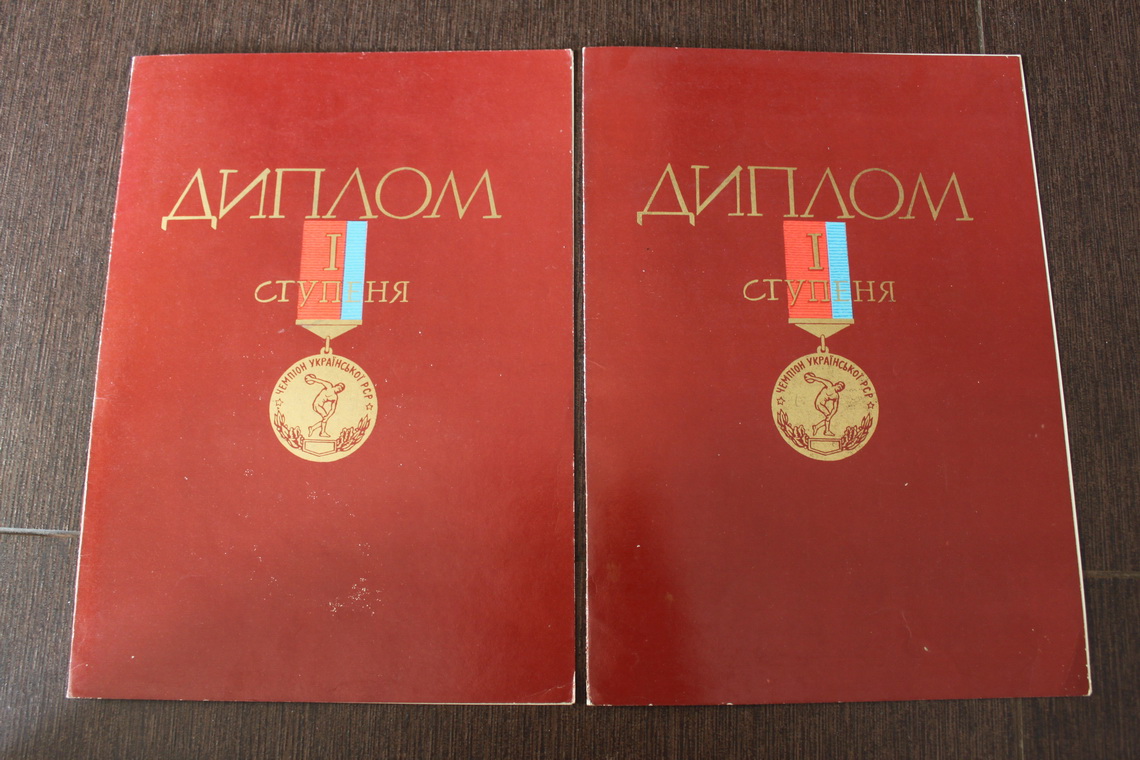 ДИПЛОМ
I
СТУПЕНЯ
ЧЕМПІОН УКРАЇНСЬКОЇ РСР
ДИПЛОМ
I
СТУПЕНЯ
ЧЕМПІОН УКРАЇНСЬКОЇ РСР